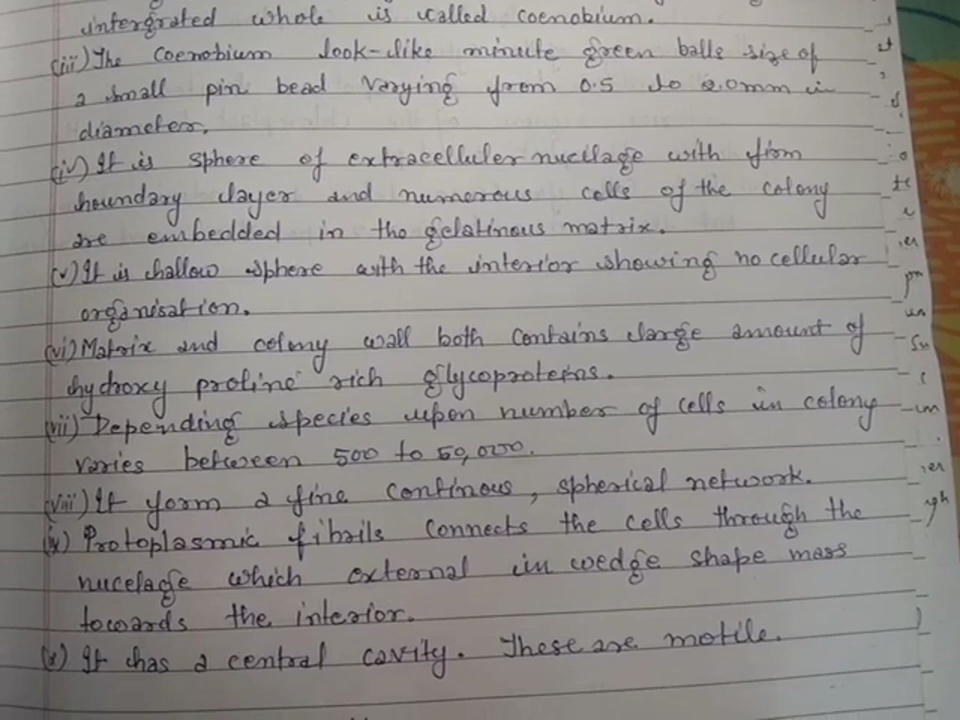 intergrated whole is called coenobium.
(iii) The Coenobium look-like minute green balls size of
a small pin bead varying from 0.5 to 2.0mm in
diameter.
(iv) It is sphere of extracelluler nucilage with firm
boundary layer and numerous cells of the colony
are embedded in the gelatinous matrix.
(v) It is hallow sphere with the interior showing no cellular
organisation.
(vi) Matrix and colony wall both contains large amount of
hydroxy proline rich glycoproteins.
(vii) Depending species upon number of cells in colony
varies between 500 to 50,000.
(viii) It form a fine continous, spherical network.
(ix) Protoplasmic fibrils connects the cells through the
nucelage which external in wedge shape mass
towards the interior.
(x) It has a central cavity. These are motile.